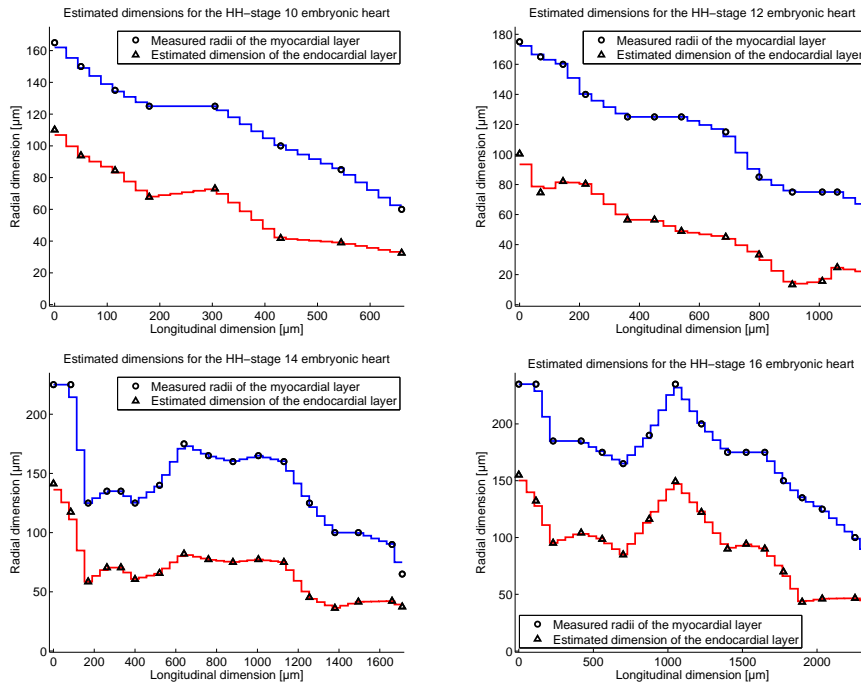 Estimated dimensions for the HH−stage 10 embryonic heart
Measured radii of the myocardial layer
Estimated dimension of the endocardial layer
Radial dimension [µm]
160
140
120
100
80
60
40
20
0
0 100 200 300 400 500 600
Longitudinal dimension [µm]
Estimated dimensions for the HH−stage 12 embryonic heart
Measured radii of the myocardial layer
Estimated dimension of the endocardial layer
Radial dimension [µm]
180
160
140
120
100
80
60
40
20
0
0 200 400 600 800 1000
Longitudinal dimension [µm]
Estimated dimensions for the HH−stage 14 embryonic heart
Measured radii of the myocardial layer
Estimated dimension of the endocardial layer
Radial dimension [µm]
200
150
100
50
0
0 200 400 600 800 1000 1200 1400 1600
Longitudinal dimension [µm]
Estimated dimensions for the HH−stage 16 embryonic heart
Radial dimension [µm]
200
150
100
50
0
Measured radii of the myocardial layer
Estimated dimension of the endocardial layer
0 500 1000 1500 2000
Longitudinal dimension [µm]